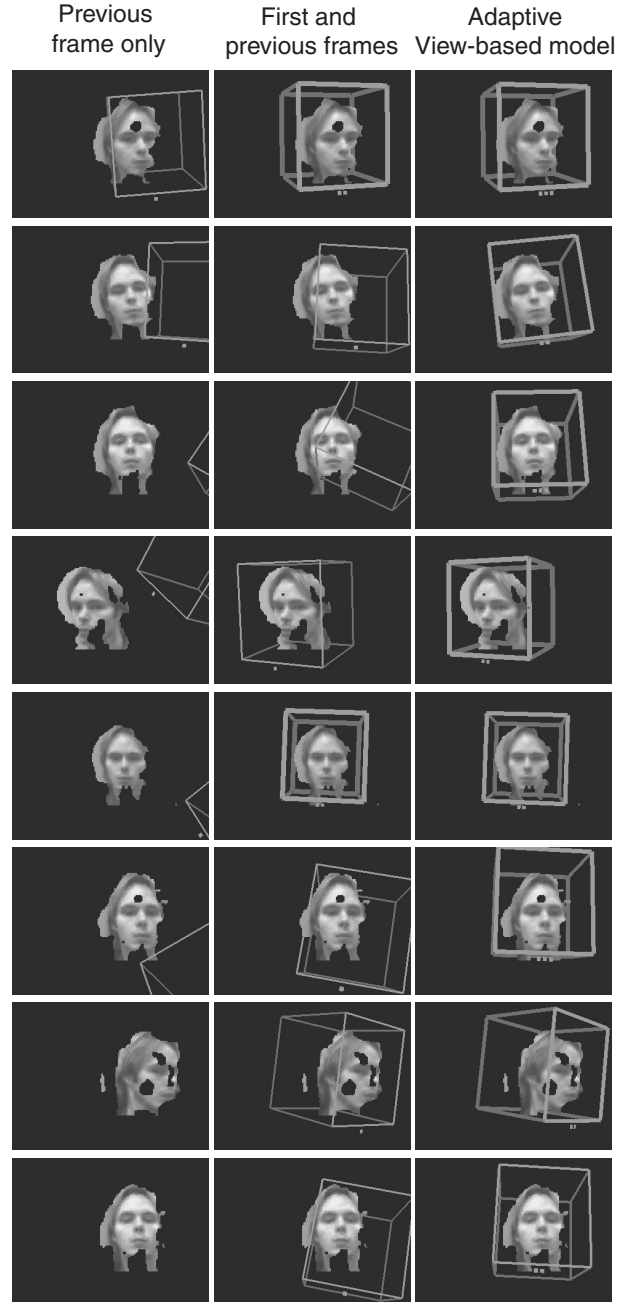 Previous
frame only
First and
previous frames
Adaptive
View-based model